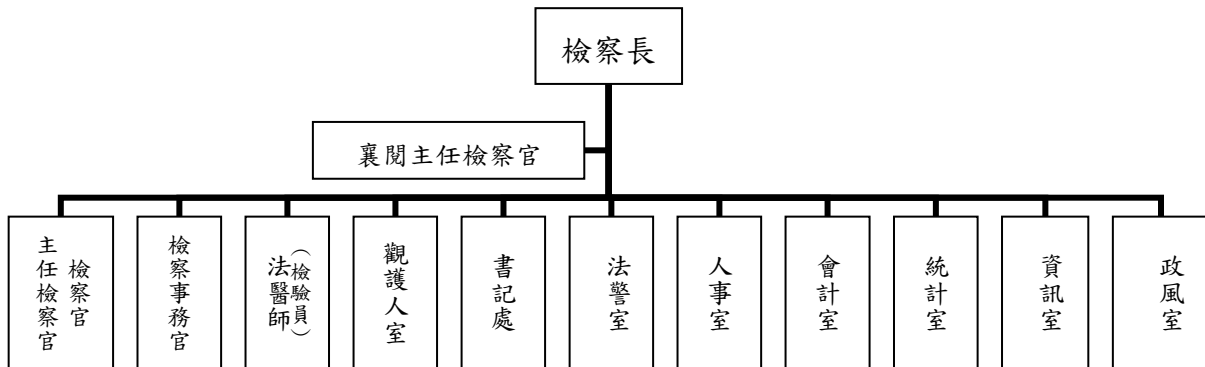 檢察長
襄閱主任檢察官
主任檢察官
檢察官
檢察事務官
法醫師
（檢驗員）
觀護人室
書記處
法警室
人事室
會計室
統計室
資訊室
政風室